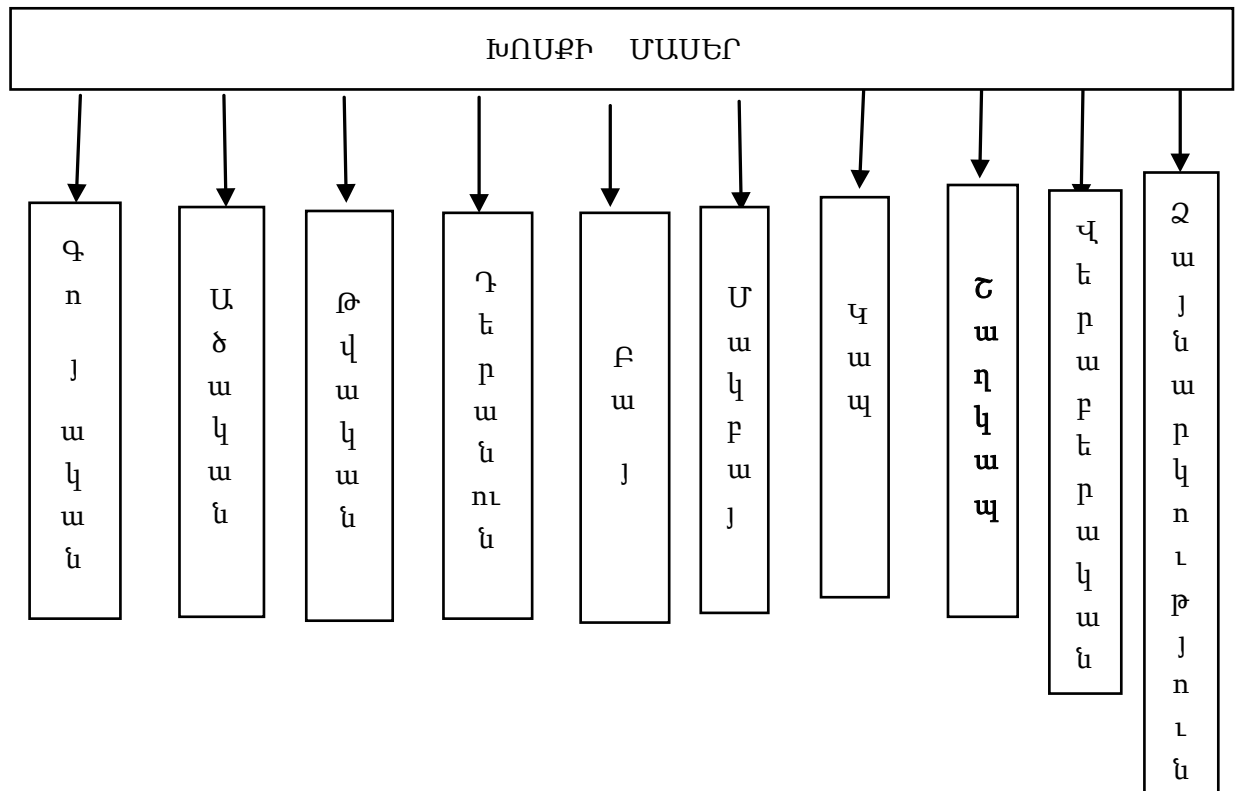 ԽՈՍՔԻ ՄԱՍԵՐ
Գոյական
Ածական
Թվական
Դերանուն
Բայ
Մակբայ
Կապ
Շաղկապ
Վերաբերական
Ձայնարկություն